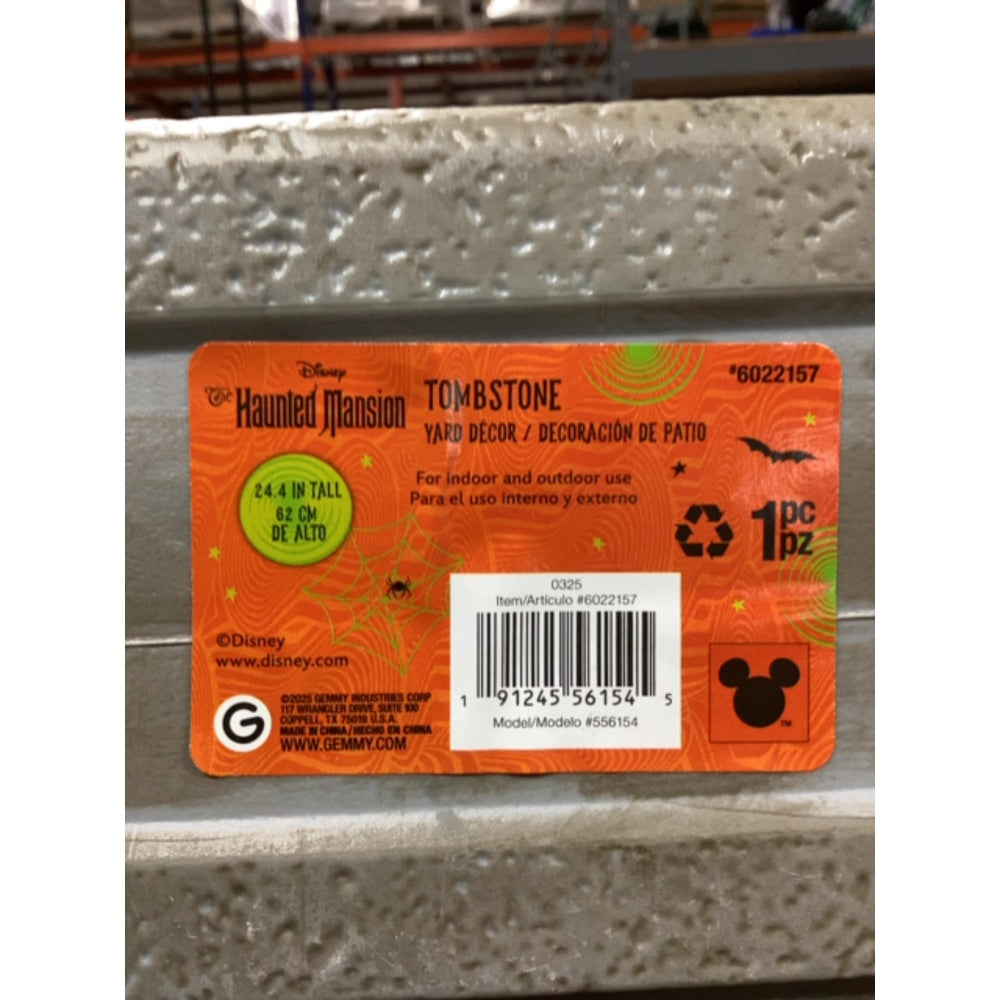 Disney
The Haunted Mansion
TOMBSTONE
YARD DÉCOR / DECORACIÓN DE PATIO
#6022157
For indoor and outdoor use
Para el uso interno y externo
24.4 IN TALL
62 CM
DE ALTO
1 pc
pz
0325
Item/Artículo #6022157
1 91245 56154 5
Model/Modelo #556154
©Disney
www.disney.com
G
©2025 GEMMY INDUSTRIES CORP
117 WRANGLER DRIVE, SUITE 100
COPPELL, TX 75019 U.S.A.
MADE IN CHINA/HECHO EN CHINA
WWW.GEMMY.COM
TM